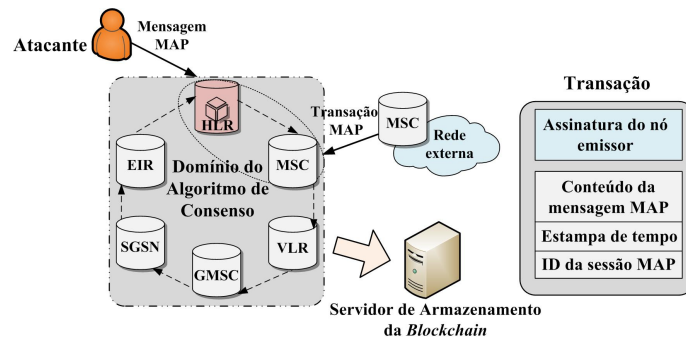 Atacante
Mensagem
MAP
HLR
Transação
MAP
MSC
Rede
externa
EIR
Domínio do
Algoritmo de
Consenso
MSC
SGSN
GMSC
VLR
Servidor de Armazenamento
da Blockchain
Transação
Assinatura do nó
emissor
Conteúdo da
mensagem MAP
Estampa de tempo
ID da sessão MAP